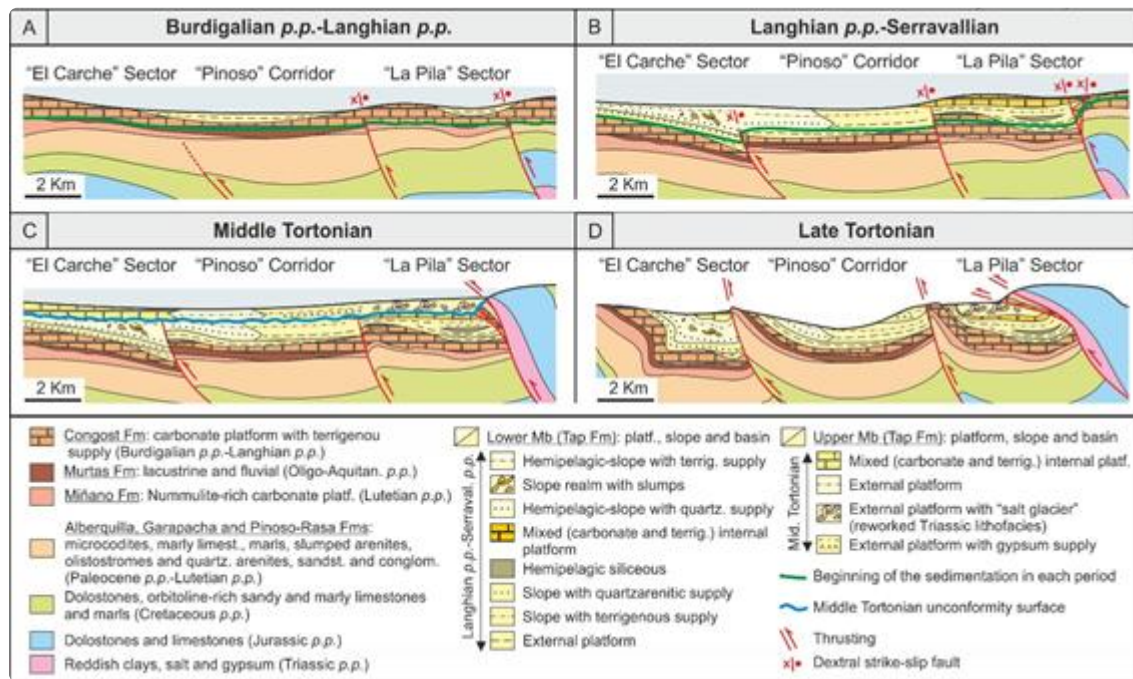 A
Burdigalian p.p.-Langhian p.p.
"El Carche" Sector "Pinoso" Corridor "La Pila" Sector
x|•
x|•
2 Km
B
Langhian p.p.-Serravallian
"El Carche" Sector "Pinoso" Corridor "La Pila" Sector
x|•
x|•
x|•
x|•
2 Km
C
Middle Tortonian
"El Carche" Sector "Pinoso" Corridor "La Pila" Sector
2 Km
D
Late Tortonian
"El Carche" Sector "Pinoso" Corridor "La Pila" Sector
2 Km
Congost Fm: carbonate platform with terrigenou
supply (Burdigalian p.p.-Langhian p.p.)
Murtas Fm: lacustrine and fluvial (Oligo-Aquitan. p.p.)
Miñano Fm: Nummulite-rich carbonate platf. (Lutetian p.p.)
Alberquilla, Garapacha and Pinoso-Rasa Fms:
microcodites, marly limest., marls, slumped arenites,
olistostromes and quartz. arenites, sandst. and conglom.
(Paleocene p.p.-Lutetian p.p.)
Dolostones, orbitoline-rich sandy and marly limestones
and marls (Cretaceous p.p.)
Dolostones and limestones (Jurassic p.p.)
Reddish clays, salt and gypsum (Triassic p.p.)
Lower Mb (Tap Fm): platf., slope and basin
Langhian p.p.-Serraval. p.p.
Hemipelagic-slope with terrig. supply
Slope realm with slumps
Hemipelagic-slope with quartz. supply
Mixed (carbonate and terrig.) internal
platform
Hemipelagic siliceous
Slope with quartzarenitic supply
Slope with terrigenous supply
External platform
Upper Mb (Tap Fm): platform, slope and basin
Mid. Tortonian
Mixed (carbonate and terrig.) internal platf.
External platform
External platform with "salt glacier"
(reworked Triassic lithofacies)
External platform with gypsum supply
Beginning of the sedimentation in each period
Middle Tortonian unconformity surface
Thrusting
x|• Dextral strike-slip fault